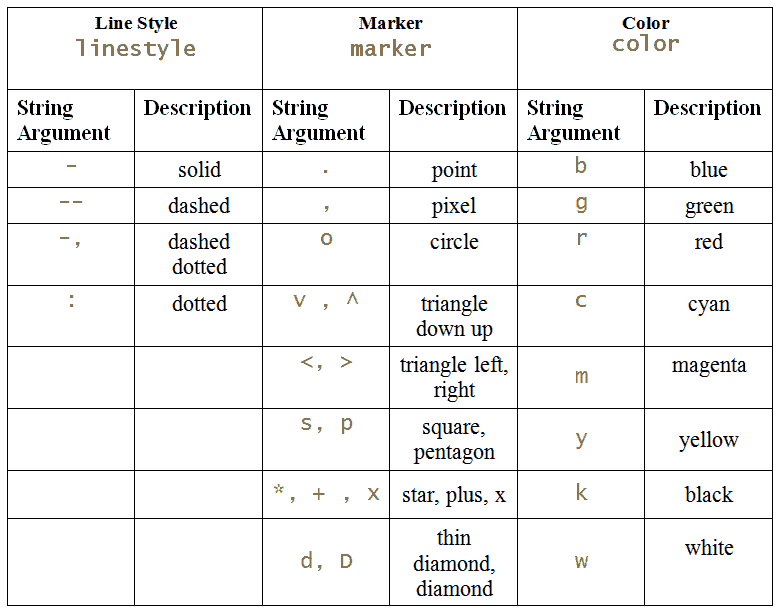 Line Style Marker Color
linestyle marker color
String Argument Description String Argument Description String Argument Description
- solid . point b blue
-- dashed , pixel g green
-, dashed dotted o circle r red
: dotted v , ^ triangle down up c cyan
<, > triangle left, right m magenta
s, p square, pentagon y yellow
*, + , x star, plus, x k black
d, D thin diamond, diamond w white